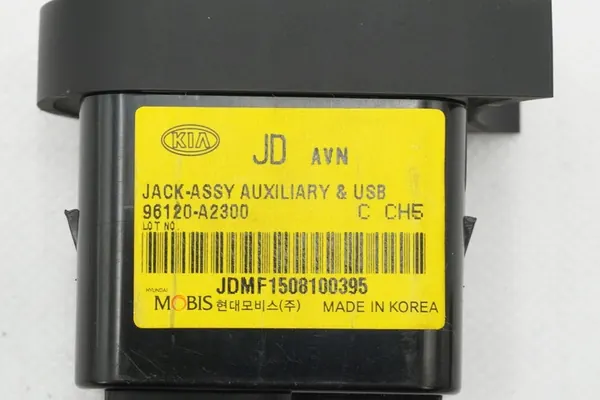 KIA JD AVN
JACK-ASSY AUXILIARY & USB
96120-A2300 C CH5
LOT NO.
JDMF1508100395
HYUNDAI
MOBIS 현대모비스(주) MADE IN KOREA